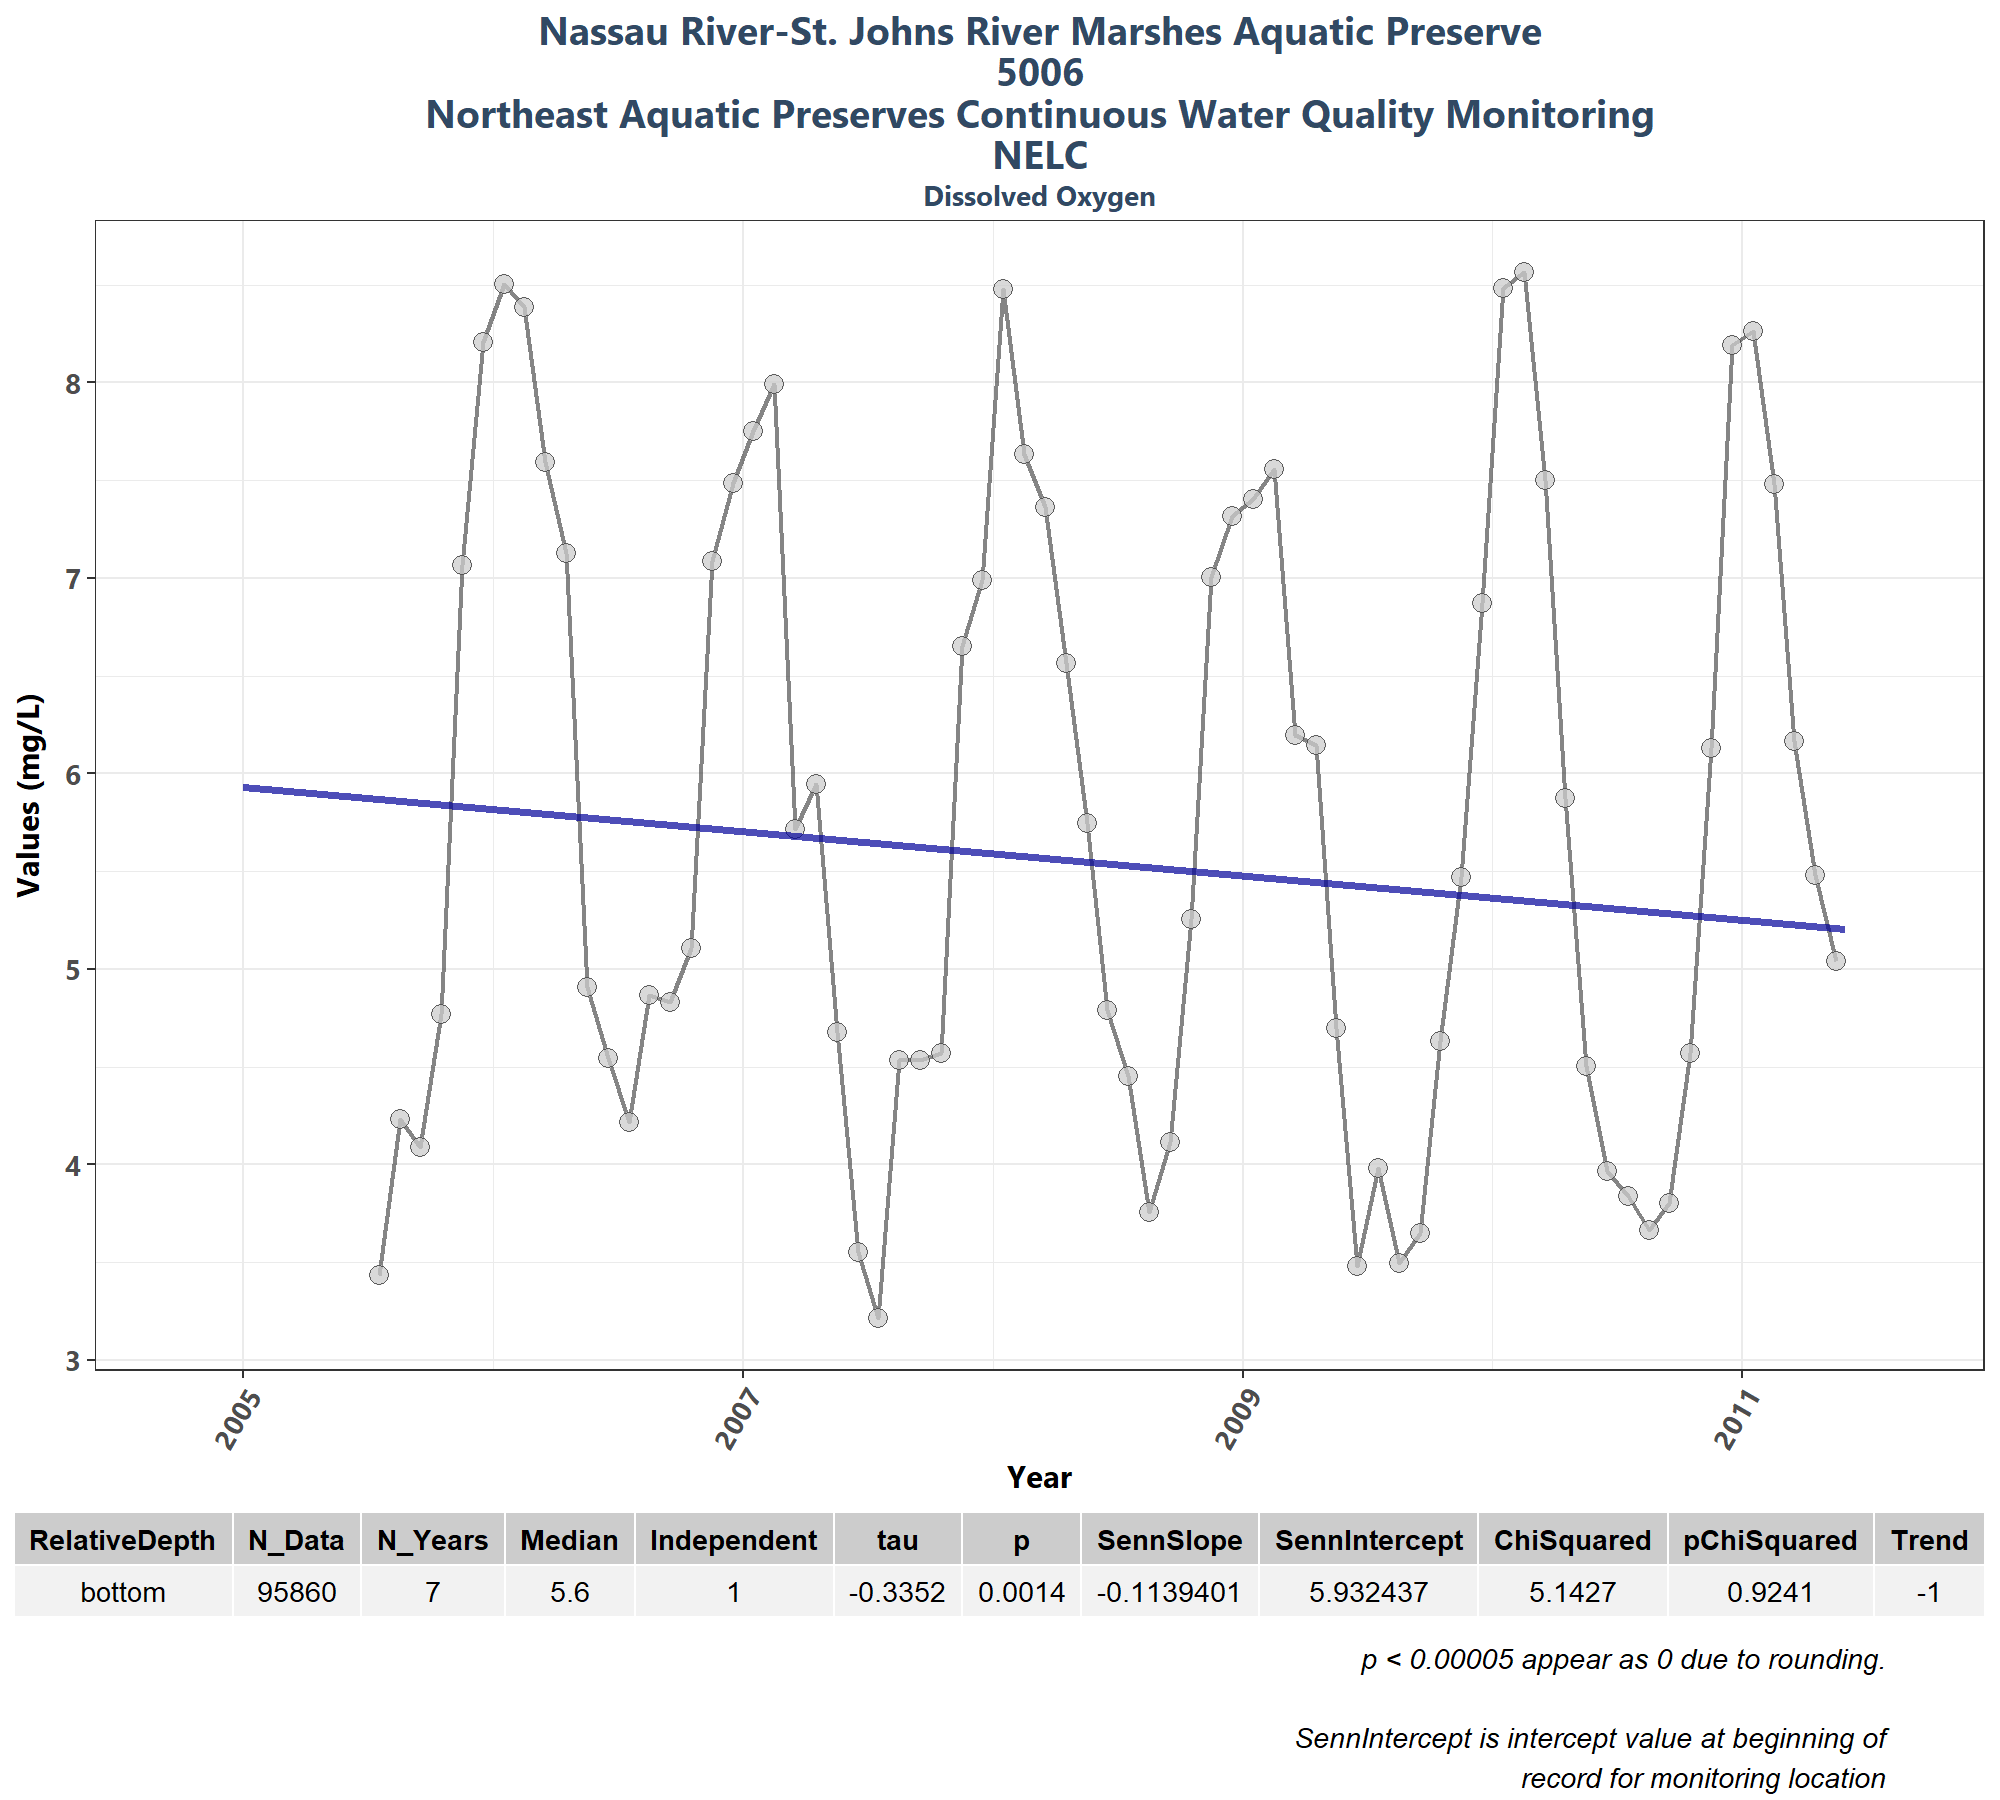 Nassau River-St. Johns River Marshes Aquatic Preserve
5006
Northeast Aquatic Preserves Continuous Water Quality Monitoring
NELC
Dissolved Oxygen
Values (mg/L)
8
7
6
5
4
3
2005 2007 2009 2011
Year
RelativeDepth N_Data N_Years Median Independent tau p SennSlope SennIntercept ChiSquared pChiSquared Trend
bottom 95860 7 5.6 1 -0.3352 0.0014 -0.1139401 5.932437 5.1427 0.9241 -1
p < 0.00005 appear as 0 due to rounding.
SennIntercept is intercept value at beginning of
record for monitoring location